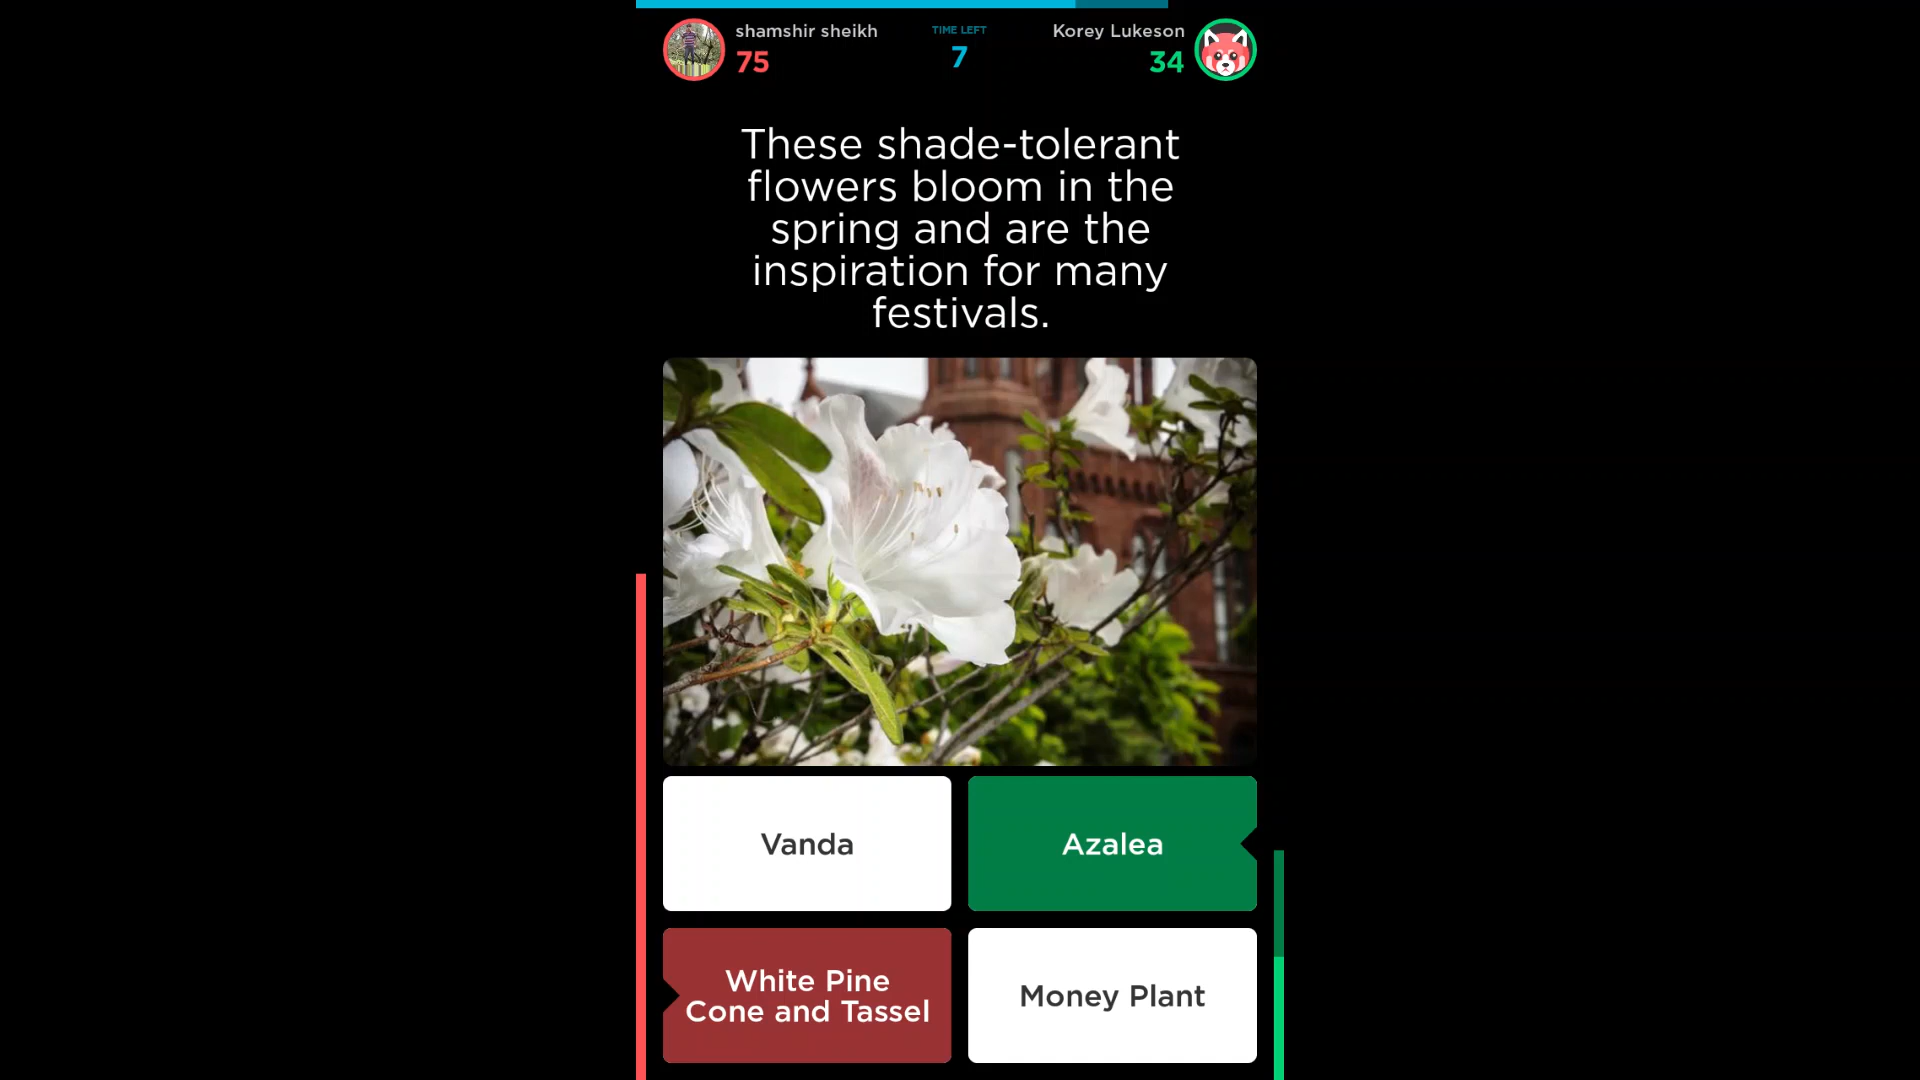 shamshir sheikh
75
TIME LEFT
7
Korey Lukeson
34
These shade-tolerant
flowers bloom in the
spring and are the
inspiration for many
festivals.
Vanda
Azalea
White Pine
Cone and Tassel
Money Plant